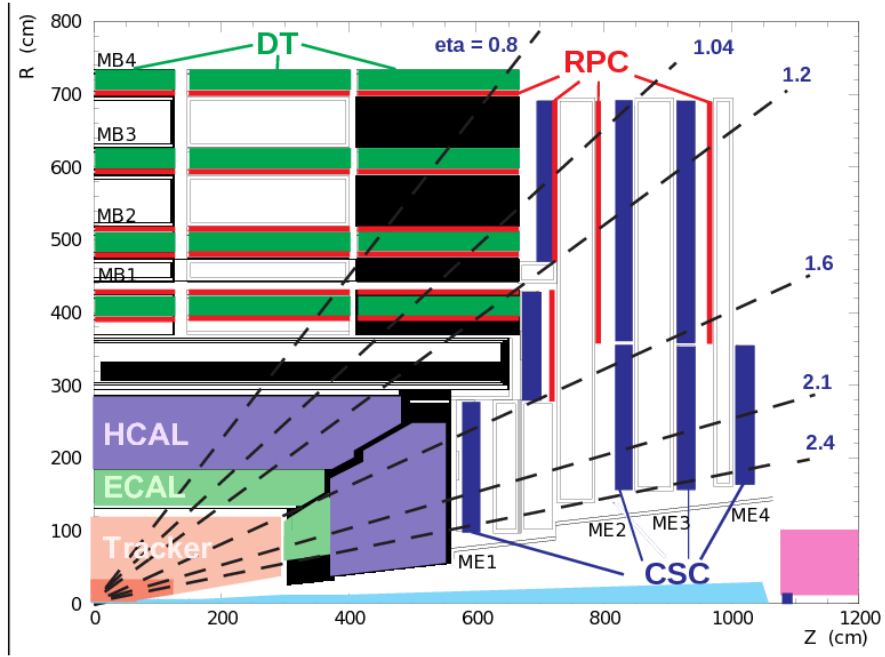 R (cm)
800
700
600
500
400
300
200
100
0
MB4
MB3
MB2
MB1
DT
eta = 0.8
RPC
1.04
1.2
1.6
2.1
2.4
HCAL
ECAL
Tracker
ME1
ME2
ME3
ME4
CSC
0
200
400
600
800
1000
1200
Z (cm)